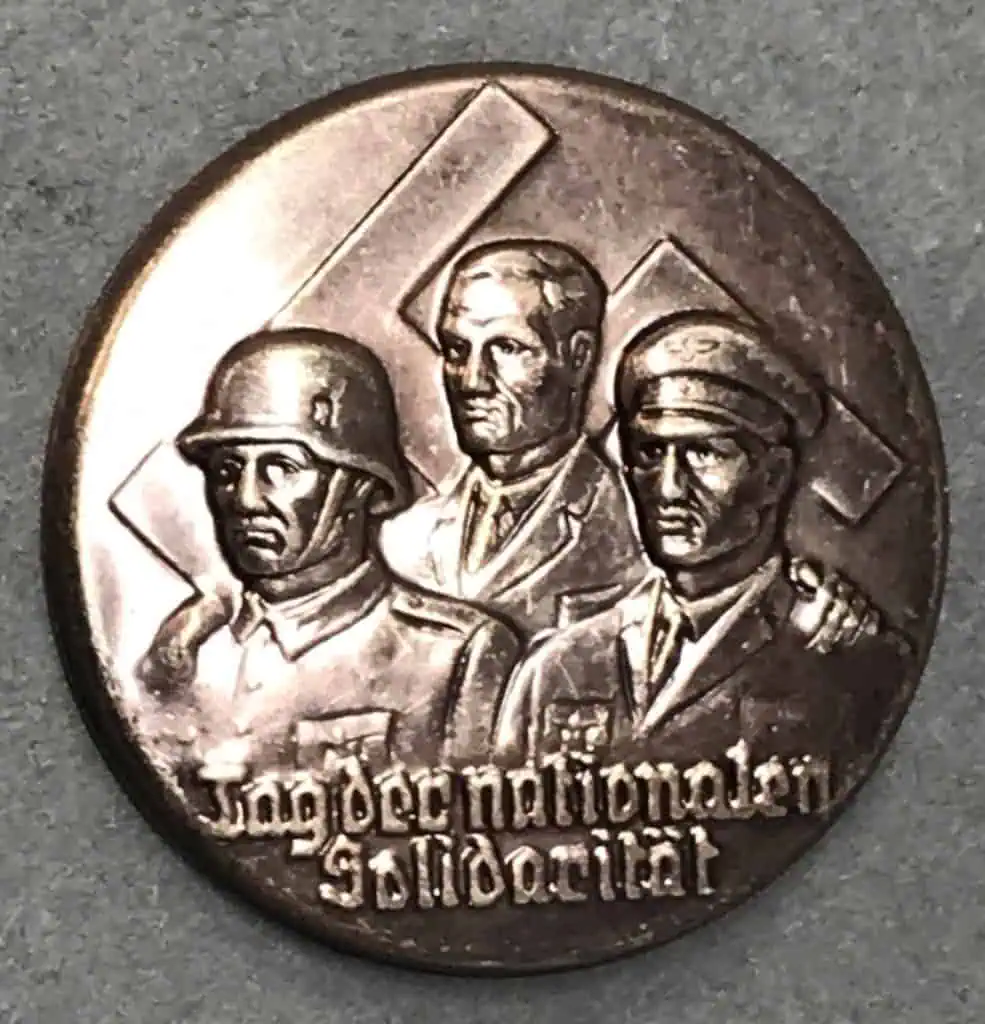 Tag der nationalen
Solidarität